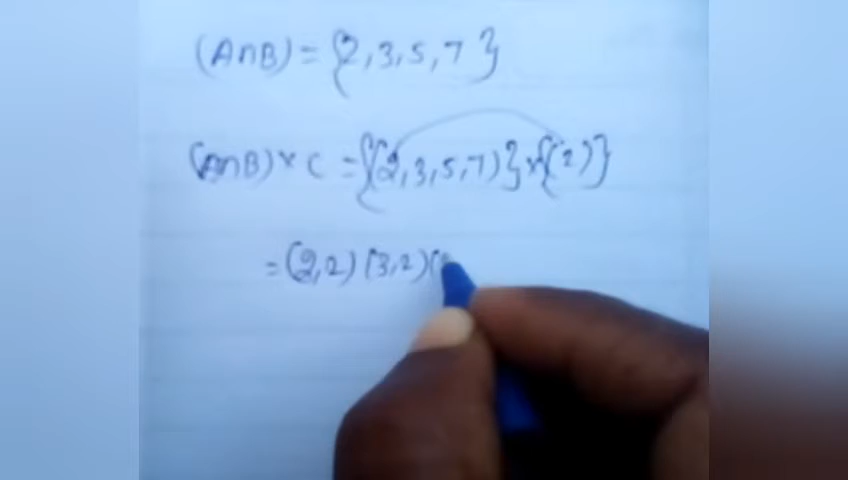 (A∩B) = {2,3,5,7}
(A∩B) × C = {(2,3,5,7)} × {(2)}
= (2,2) (3,2) (